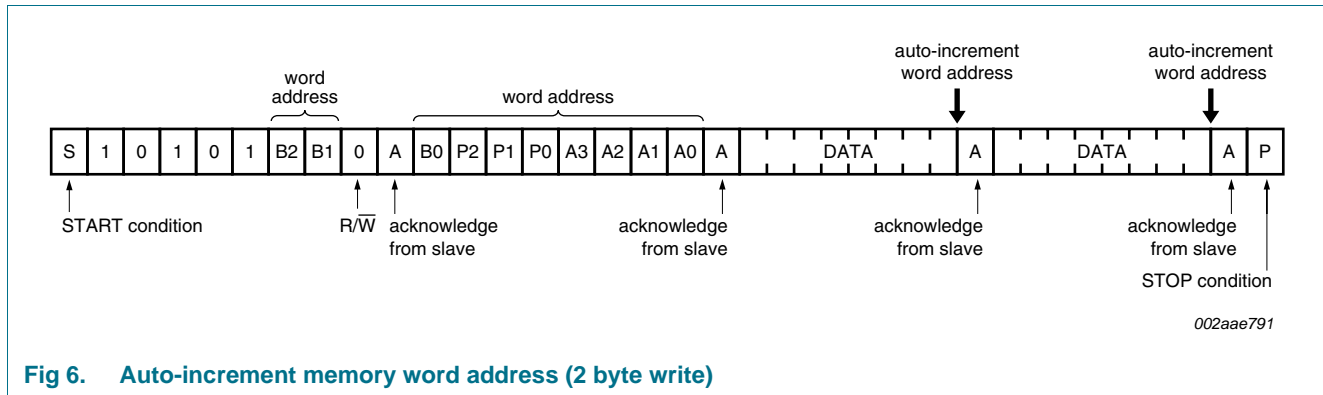 auto-increment
word address
auto-increment
word address
word
address
word address
S 1 0 1 0 1 B2 B1 0 A B0 P2 P1 P0 A3 A2 A1 A0 A DATA A DATA A P
START condition
R/W̅
acknowledge
from slave
acknowledge
from slave
acknowledge
from slave
acknowledge
from slave
STOP condition
002aae791
Fig 6. Auto-increment memory word address (2 byte write)